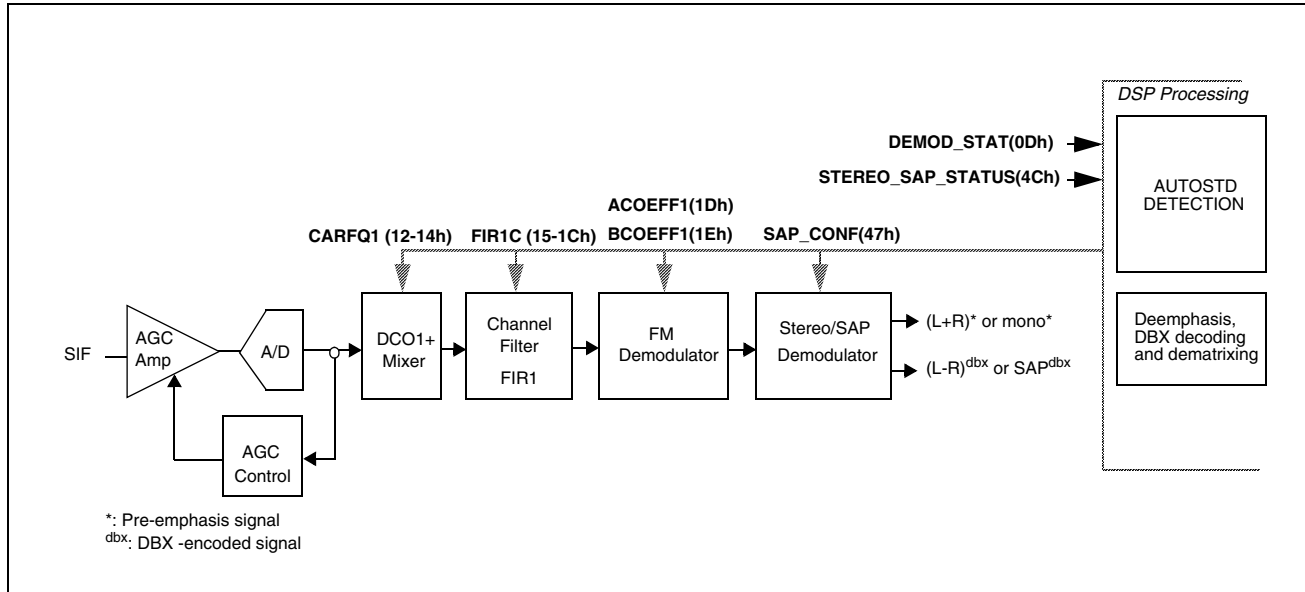 DSP Processing
DEMOD_STAT(0Dh)
STEREO_SAP_STATUS(4Ch)
AUTOSTD
DETECTION
ACOEFF1(1Dh)
CARFQ1 (12-14h)
FIR1C (15-1Ch)
BCOEFF1(1Eh)
SAP_CONF(47h)
SIF
AGC
Amp
A/D
DCO1+
Mixer
Channel
Filter
FIR1
FM
Demodulator
Stereo/SAP
Demodulator
(L+R)* or mono*
(L-R)dbx or SAPdbx
Deemphasis,
DBX decoding
and dematrixing
AGC
Control
*: Pre-emphasis signal
dbx: DBX -encoded signal